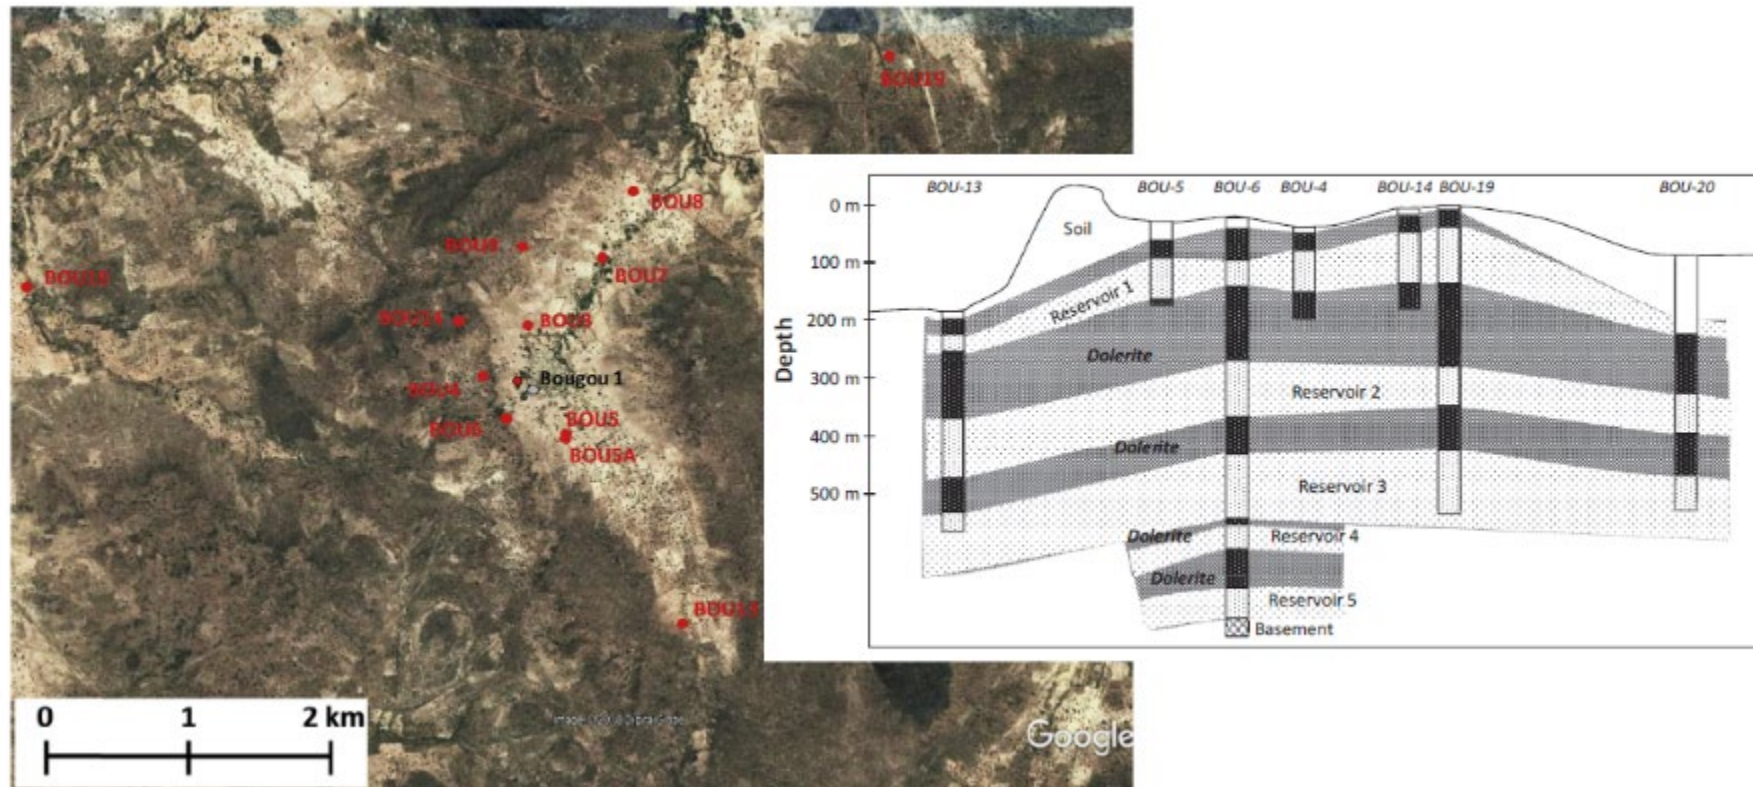 BOU19
BOU8
BOU9
BOU7
BOU18
BOU14
BOU3
Bougou 1
BOU4
BOU6
BOU5
BOU5A
BOU13
0 1 2 km
Google
BOU-13 BOU-5 BOU-6 BOU-4 BOU-14 BOU-19 BOU-20
Depth
0 m
100 m
200 m
300 m
400 m
500 m
Soil
Reservoir 1
Dolerite
Reservoir 2
Dolerite
Reservoir 3
Dolerite
Reservoir 4
Dolerite
Reservoir 5
Basement